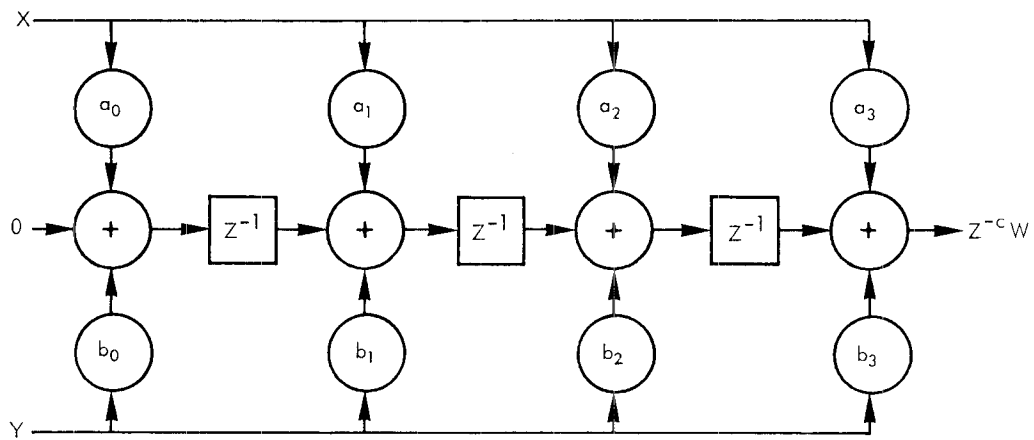 X
a₀ a₁ a₂ a₃
0 + Z⁻¹ + Z⁻¹ + Z⁻¹ + Z⁻ᶜ W
b₀ b₁ b₂ b₃
Y